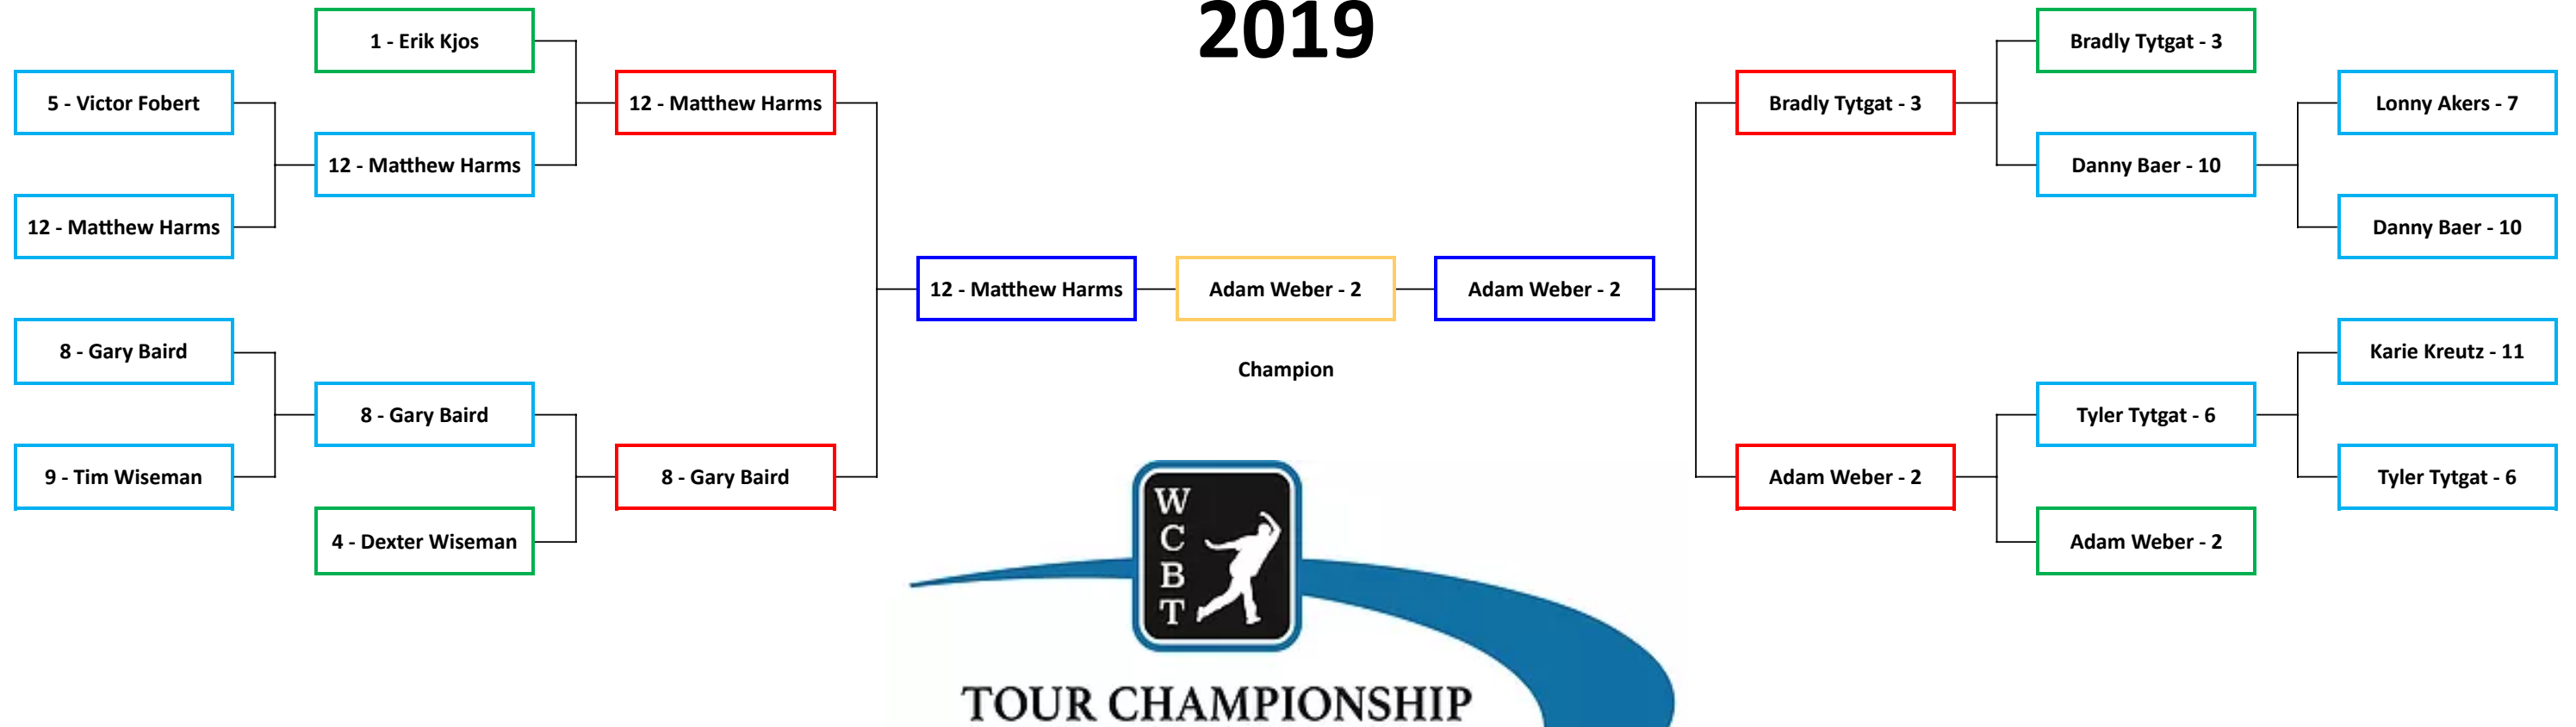 2019
1 - Erik Kjos
5 - Victor Fobert
12 - Matthew Harms
12 - Matthew Harms
12 - Matthew Harms
8 - Gary Baird
8 - Gary Baird
9 - Tim Wiseman
8 - Gary Baird
4 - Dexter Wiseman
12 - Matthew Harms
Adam Weber - 2
Adam Weber - 2
Champion
Bradly Tytgat - 3
Bradly Tytgat - 3
Lonny Akers - 7
Danny Baer - 10
Danny Baer - 10
Karie Kreutz - 11
Tyler Tytgat - 6
Adam Weber - 2
Tyler Tytgat - 6
Adam Weber - 2
W
C
B
T
TOUR CHAMPIONSHIP